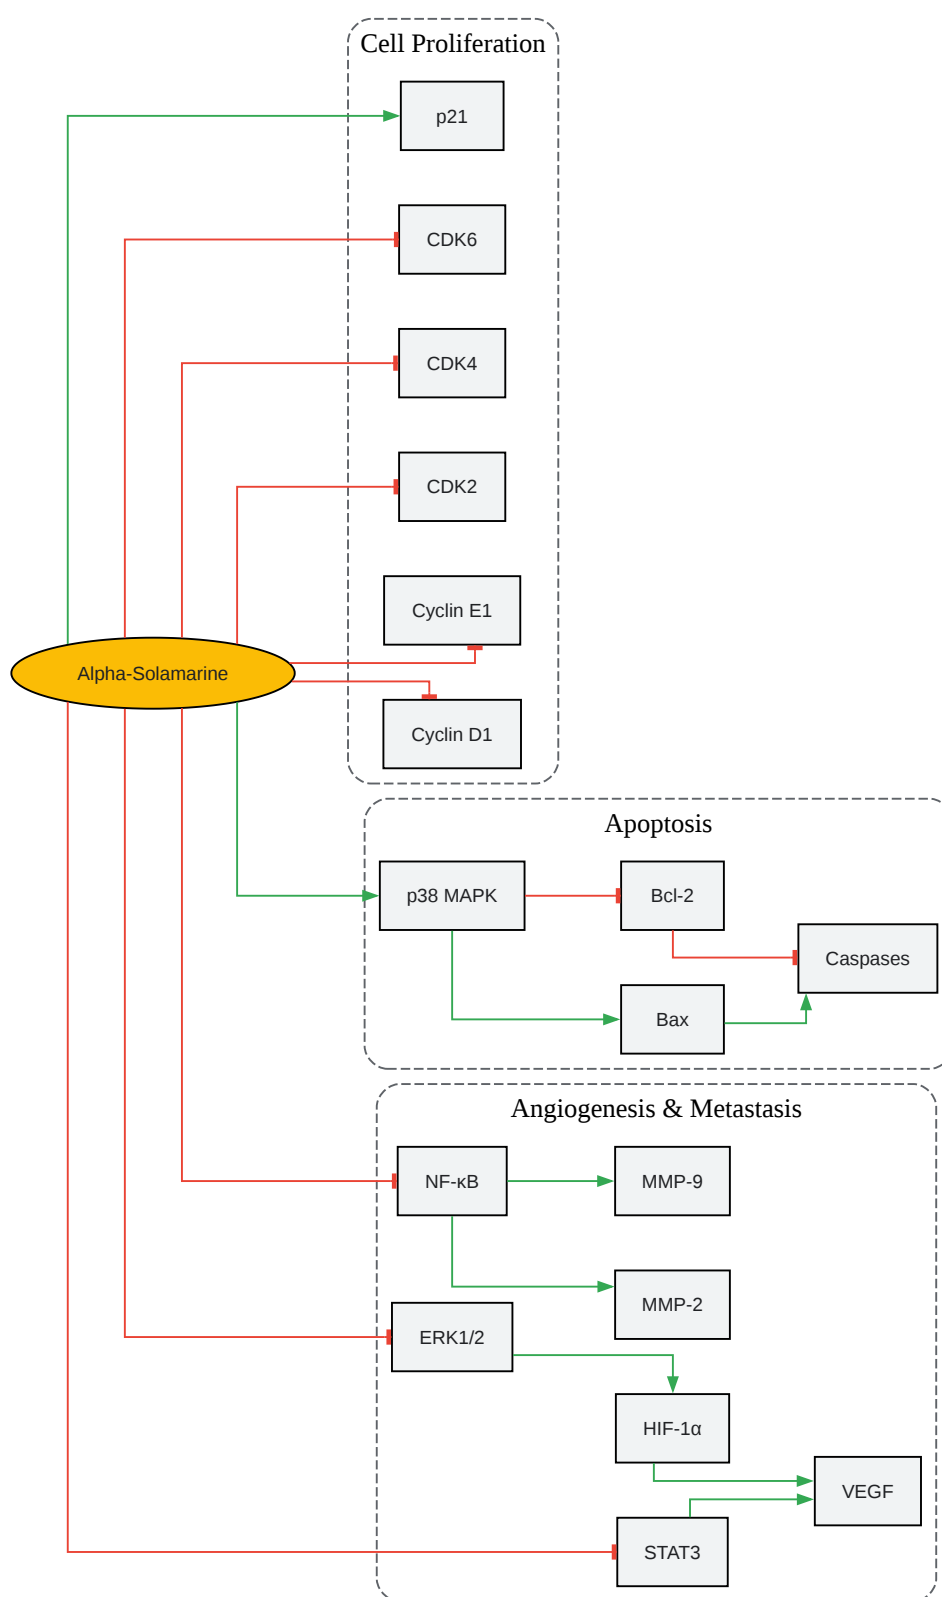 Cell Proliferation
p21
CDK6
CDK4
CDK2
Cyclin E1
Alpha-Solamarine
Cyclin D1
Apoptosis
p38 MAPK
Bcl-2
Caspases
Bax
Angiogenesis & Metastasis
NF-κB
MMP-9
MMP-2
ERK1/2
HIF-1α
VEGF
STAT3